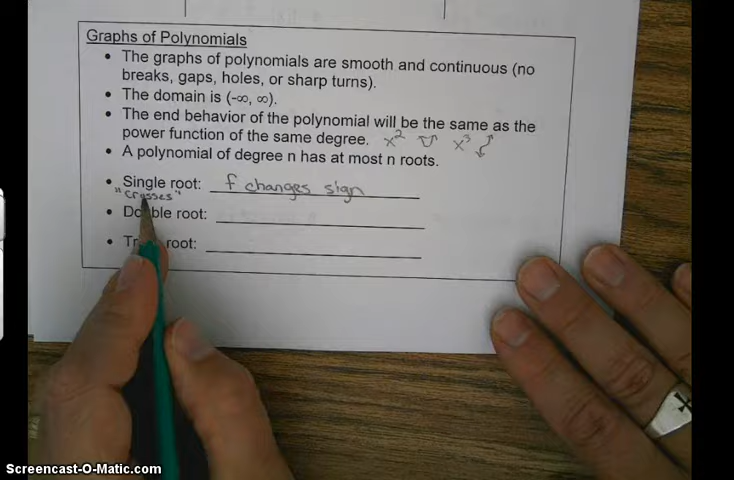 Graphs of Polynomials
• The graphs of polynomials are smooth and continuous (no
breaks, gaps, holes, or sharp turns).
• The domain is (-∞, ∞).
• The end behavior of the polynomial will be the same as the
power function of the same degree. x² x³
• A polynomial of degree n has at most n roots.
• Single root: f changes sign
"crosses"
• Double root:
• root:
Screencast-O-Matic.com